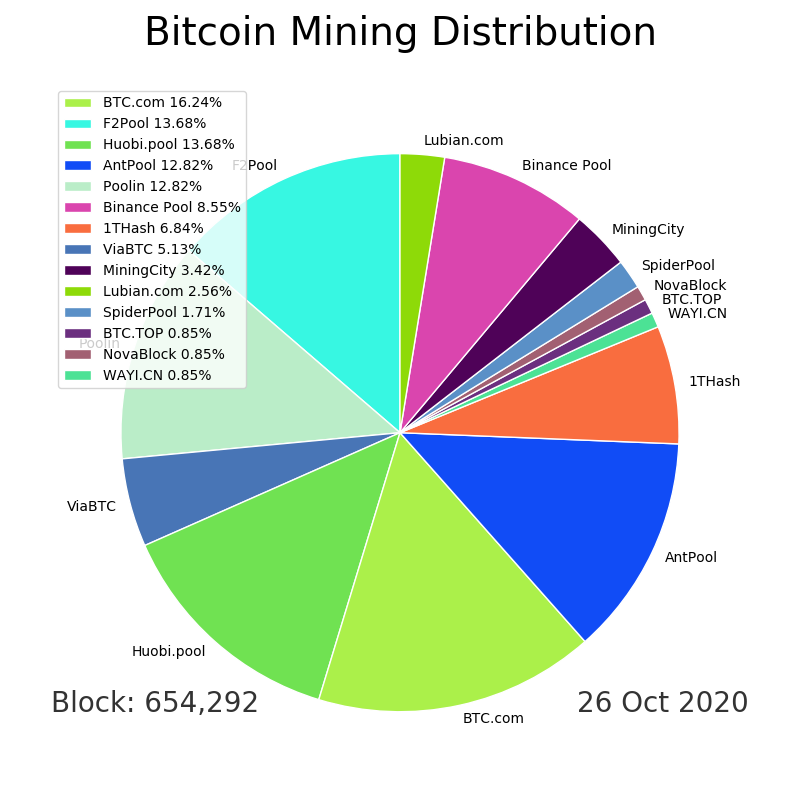 Bitcoin Mining Distribution
BTC.com 16.24%
F2Pool 13.68%
Huobi.pool 13.68%
AntPool 12.82%
Poolin 12.82%
Binance Pool 8.55%
1THash 6.84%
ViaBTC 5.13%
MiningCity 3.42%
Lubian.com 2.56%
SpiderPool 1.71%
BTC.TOP 0.85%
NovaBlock 0.85%
WAYI.CN 0.85%
F2Pool
Lubian.com
Binance Pool
MiningCity
SpiderPool
NovaBlock
BTC.TOP
WAYI.CN
Poolin
1THash
ViaBTC
AntPool
Huobi.pool
BTC.com
Block: 654,292
26 Oct 2020